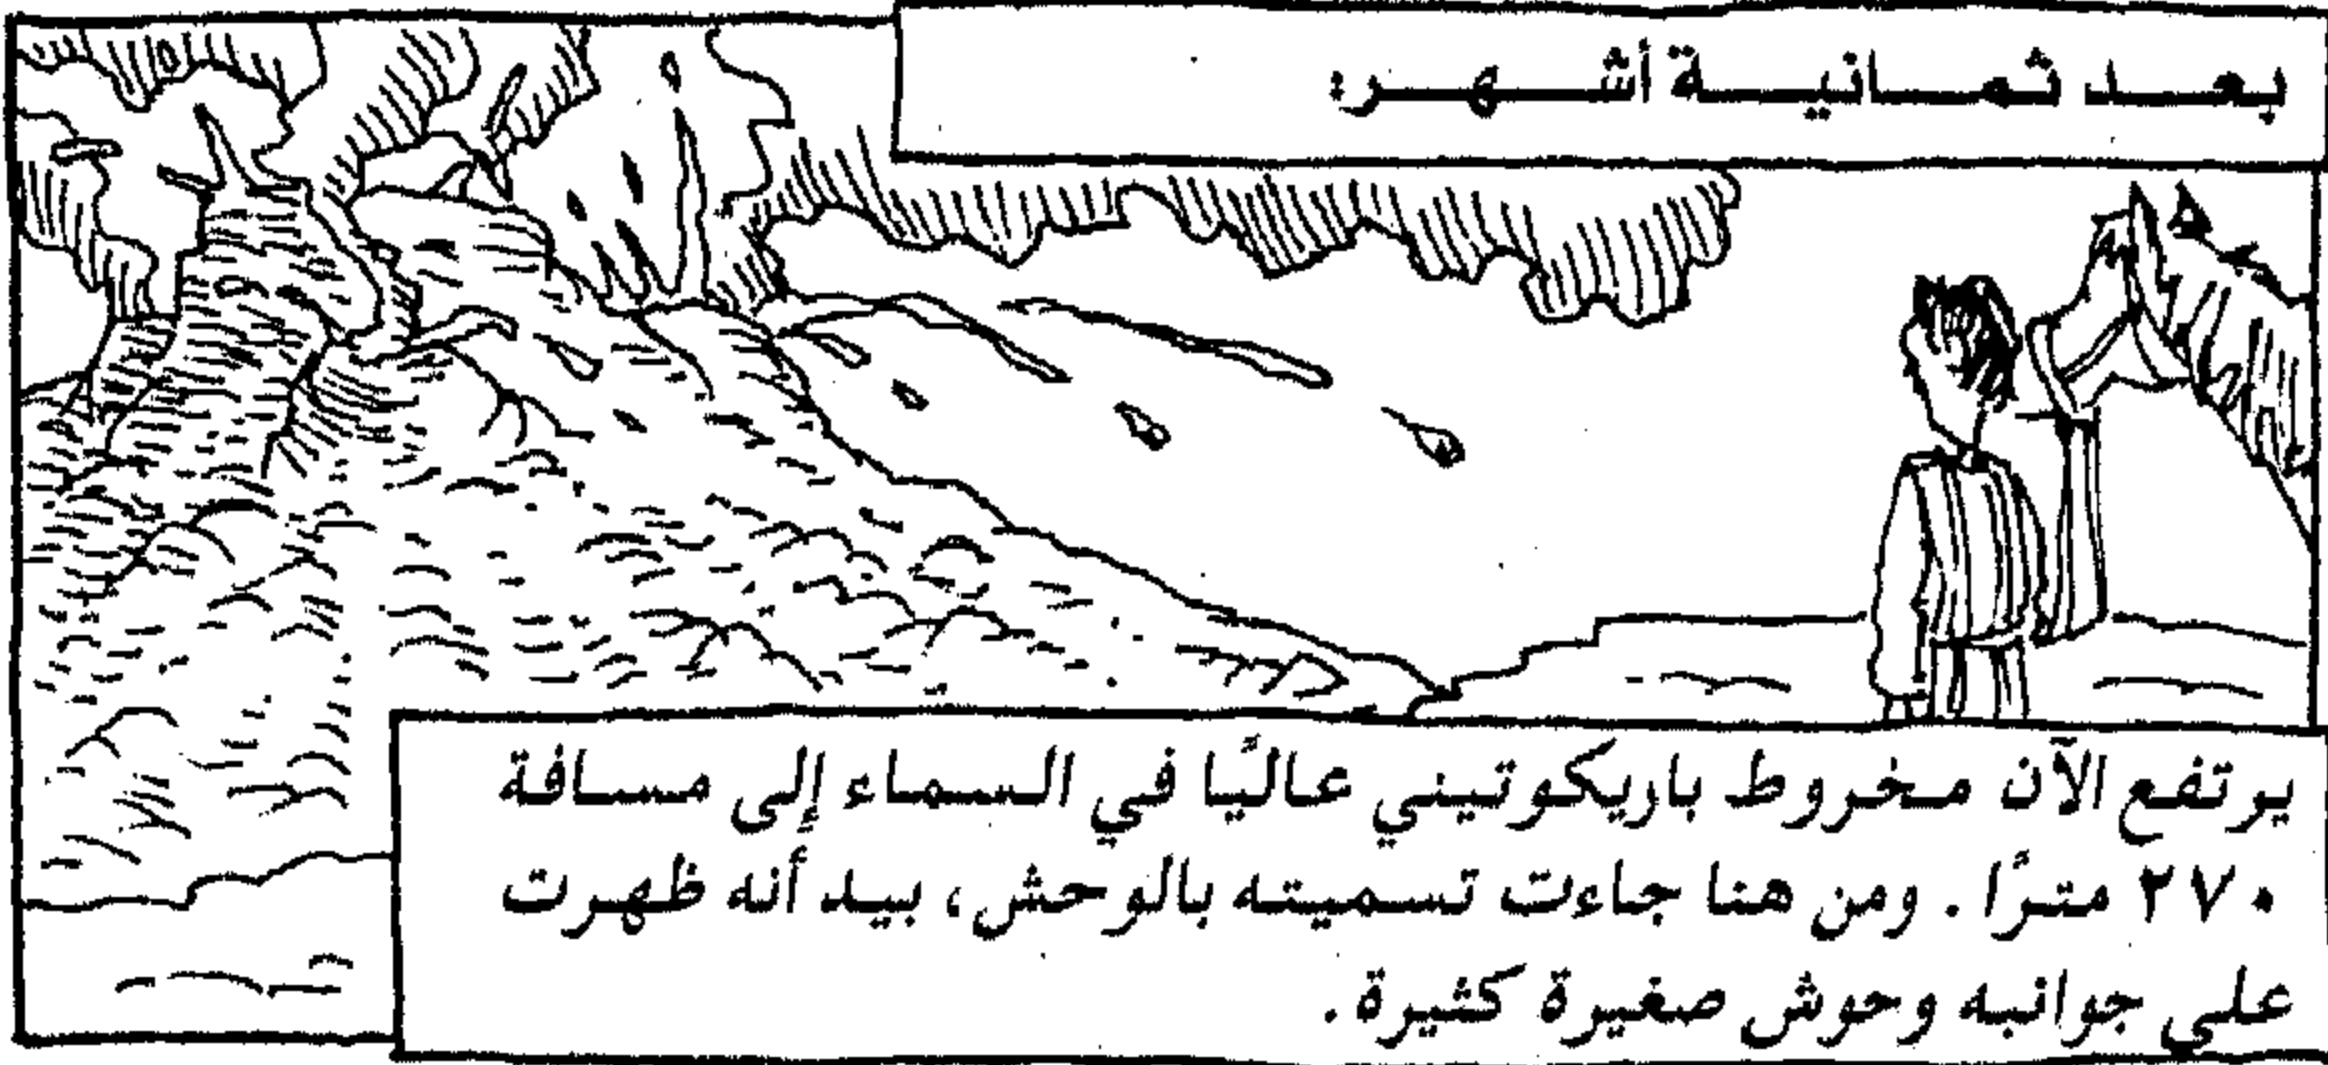 بعد ثمانية أشهر:
يرتفع الآن مخروط باريكوتيني عاليًا في السماء إلى مسافة
٢٧٠ مترًا. ومن هنا جاءت تسميته بالوحش، بيد أنه ظهرت
على جوانبه وحوش صغيرة كثيرة.